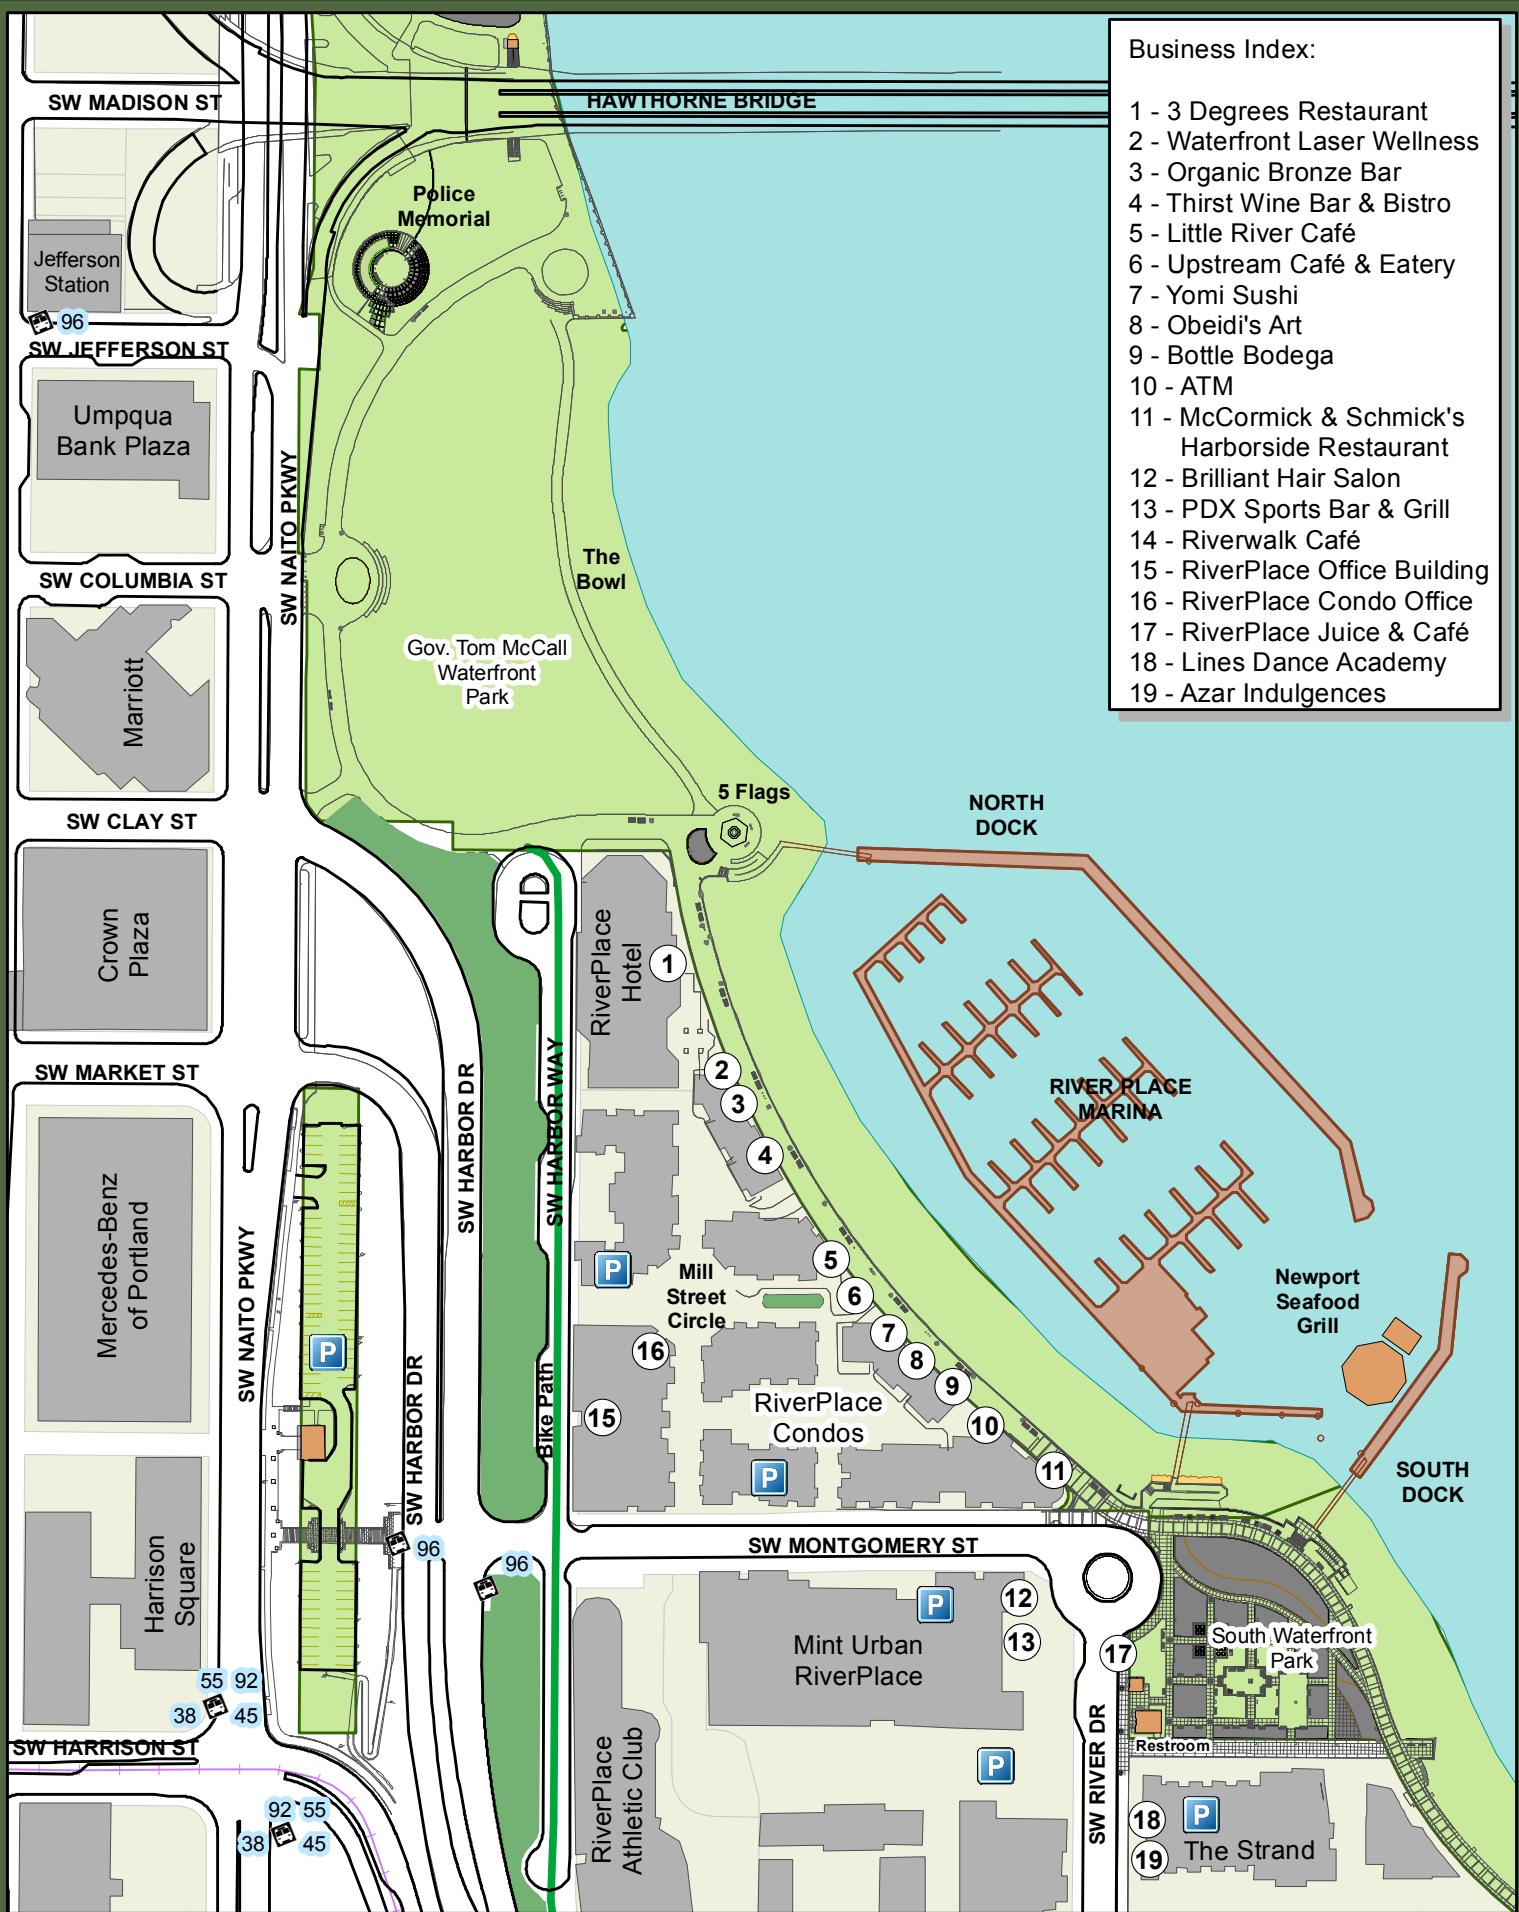 Business Index:
1 - 3 Degrees Restaurant
2 - Waterfront Laser Wellness
3 - Organic Bronze Bar
4 - Thirst Wine Bar & Bistro
5 - Little River Café
6 - Upstream Café & Eatery
7 - Yomi Sushi
8 - Obeidi's Art
9 - Bottle Bodega
10 - ATM
11 - McCormick & Schmick's
Harborside Restaurant
12 - Brilliant Hair Salon
13 - PDX Sports Bar & Grill
14 - Riverwalk Café
15 - RiverPlace Office Building
16 - RiverPlace Condo Office
17 - RiverPlace Juice & Café
18 - Lines Dance Academy
19 - Azar Indulgences
SW MADISON ST
HAWTHORNE BRIDGE
Police
Memorial
Jefferson
Station
96
SW JEFFERSON ST
Umpqua
Bank Plaza
SW NAITO PKWY
The
Bowl
SW COLUMBIA ST
Gov. Tom McCall
Waterfront
Park
Marriott
5 Flags
NORTH
DOCK
SW CLAY ST
Crown
Plaza
RiverPlace
Hotel
1
SW MARKET ST
SW HARBOR DR
SW HARBOR WAY
2
3
4
RIVER PLACE
MARINA
Mercedes-Benz
of Portland
SW NAITO PKWY
P
P
Mill
Street
Circle
5
6
7
8
9
10
11
Newport
Seafood
Grill
16
15
RiverPlace
Condos
P
SW HARBOR DR
Bike Path
SOUTH
DOCK
Harrison
Square
96
96
SW MONTGOMERY ST
P
12
13
Mint Urban
RiverPlace
17
South Waterfront
Park
55 92
38 45
SW HARRISON ST
Restroom
SW RIVER DR
RiverPlace
Athletic Club
P
92 55
38 45
18
P
The Strand
19